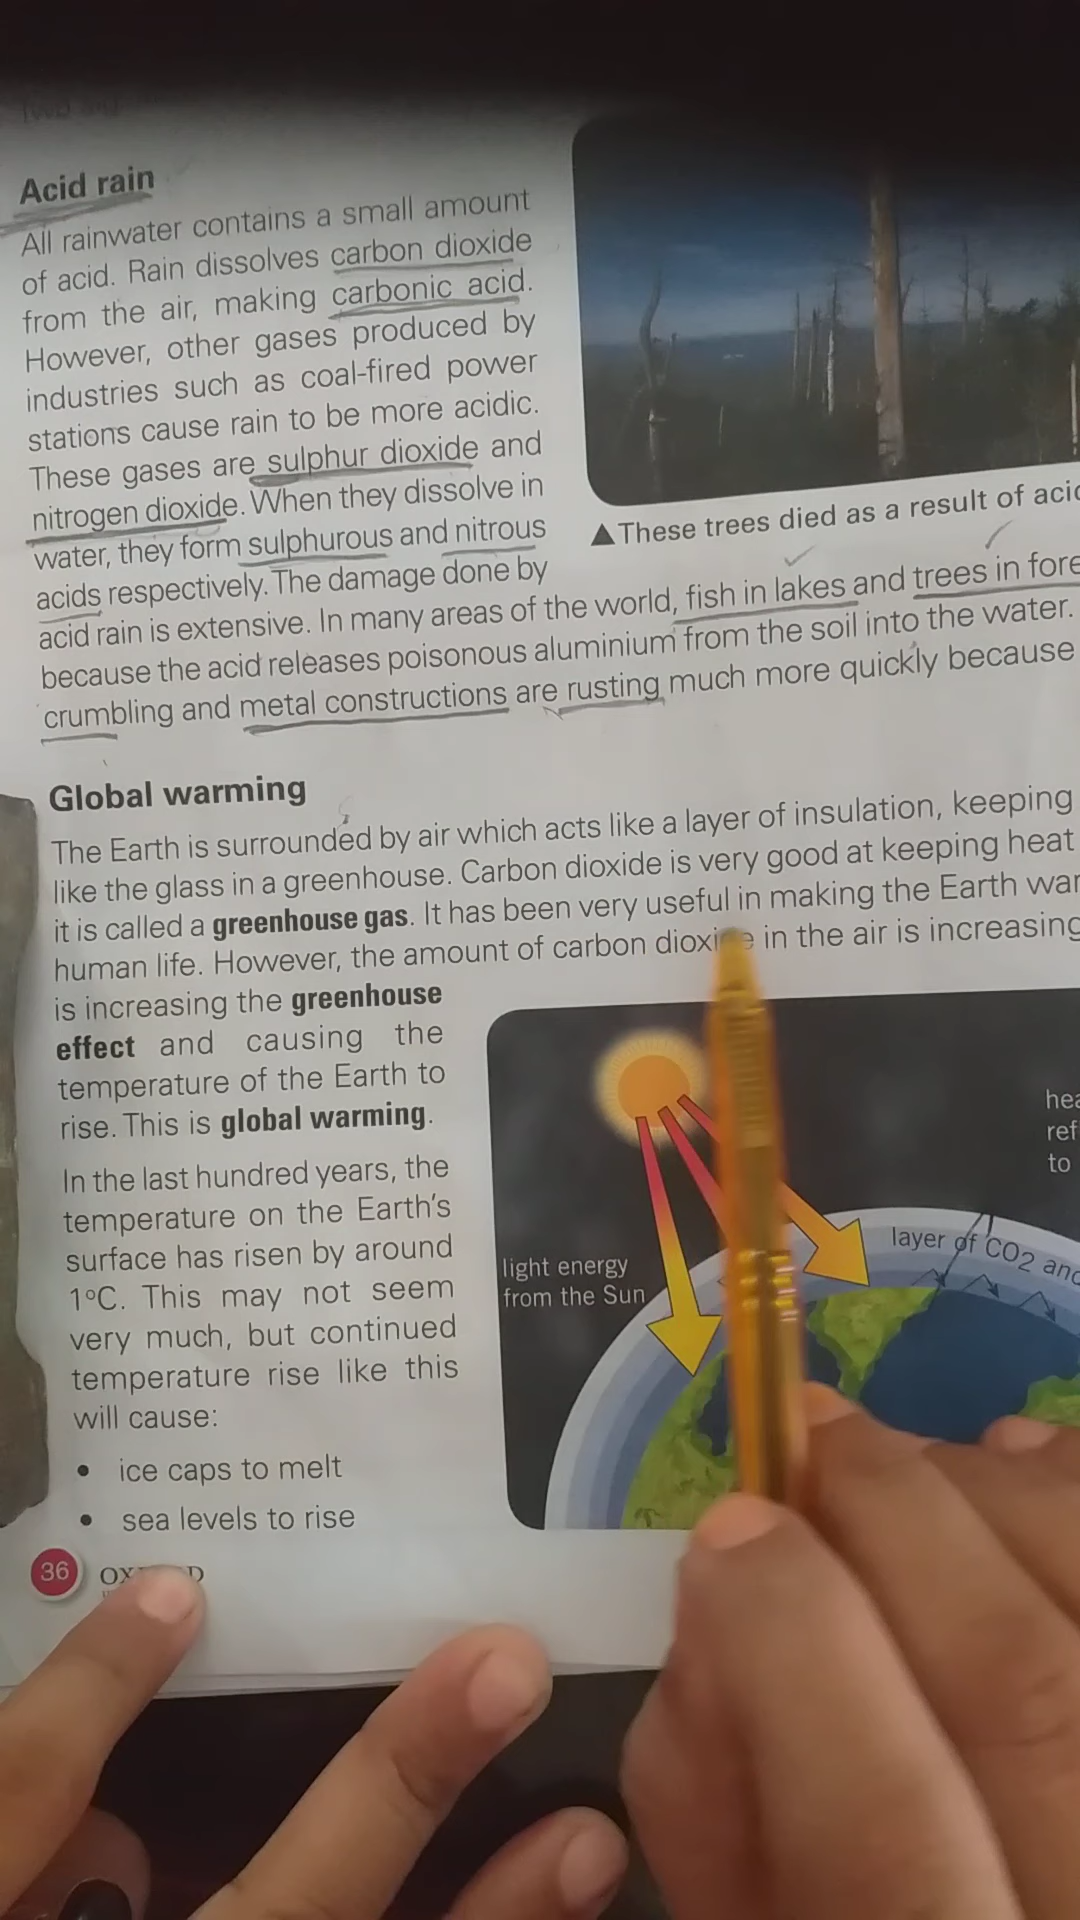 Acid rain
All rainwater contains a small amount
of acid. Rain dissolves carbon dioxide
from the air, making carbonic acid.
However, other gases produced by
industries such as coal-fired power
stations cause rain to be more acidic.
These gases are sulphur dioxide and
nitrogen dioxide. When they dissolve in
water, they form sulphurous and nitrous
acids respectively. The damage done by
acid rain is extensive. In many areas of the world, fish in lakes and trees in fore
because the acid releases poisonous aluminium from the soil into the water.
crumbling and metal constructions are rusting much more quickly because
▲These trees died as a result of acid
Global warming
The Earth is surrounded by air which acts like a layer of insulation, keeping
like the glass in a greenhouse. Carbon dioxide is very good at keeping heat
it is called a greenhouse gas. It has been very useful in making the Earth war
human life. However, the amount of carbon dioxide in the air is increasing
is increasing the greenhouse
effect and causing the
temperature of the Earth to
rise. This is global warming.
In the last hundred years, the
temperature on the Earth's
surface has risen by around
1°C. This may not seem
very much, but continued
temperature rise like this
will cause:
• ice caps to melt
• sea levels to rise
hea
ref
to
layer of CO2 and
light energy
from the Sun
36